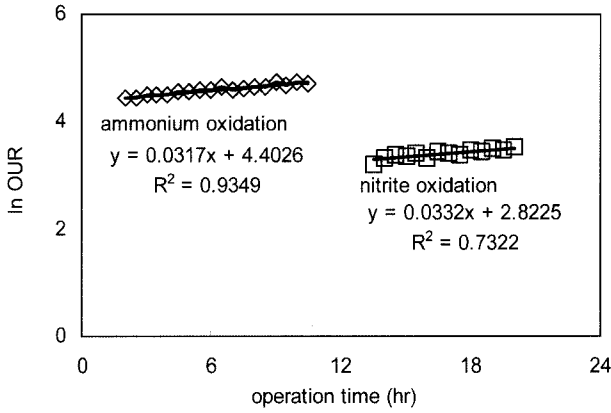 6
4
2
0
ln OUR
ammonium oxidation
y = 0.0317x + 4.4026
R² = 0.9349
nitrite oxidation
y = 0.0332x + 2.8225
R² = 0.7322
0 6 12 18 24
operation time (hr)